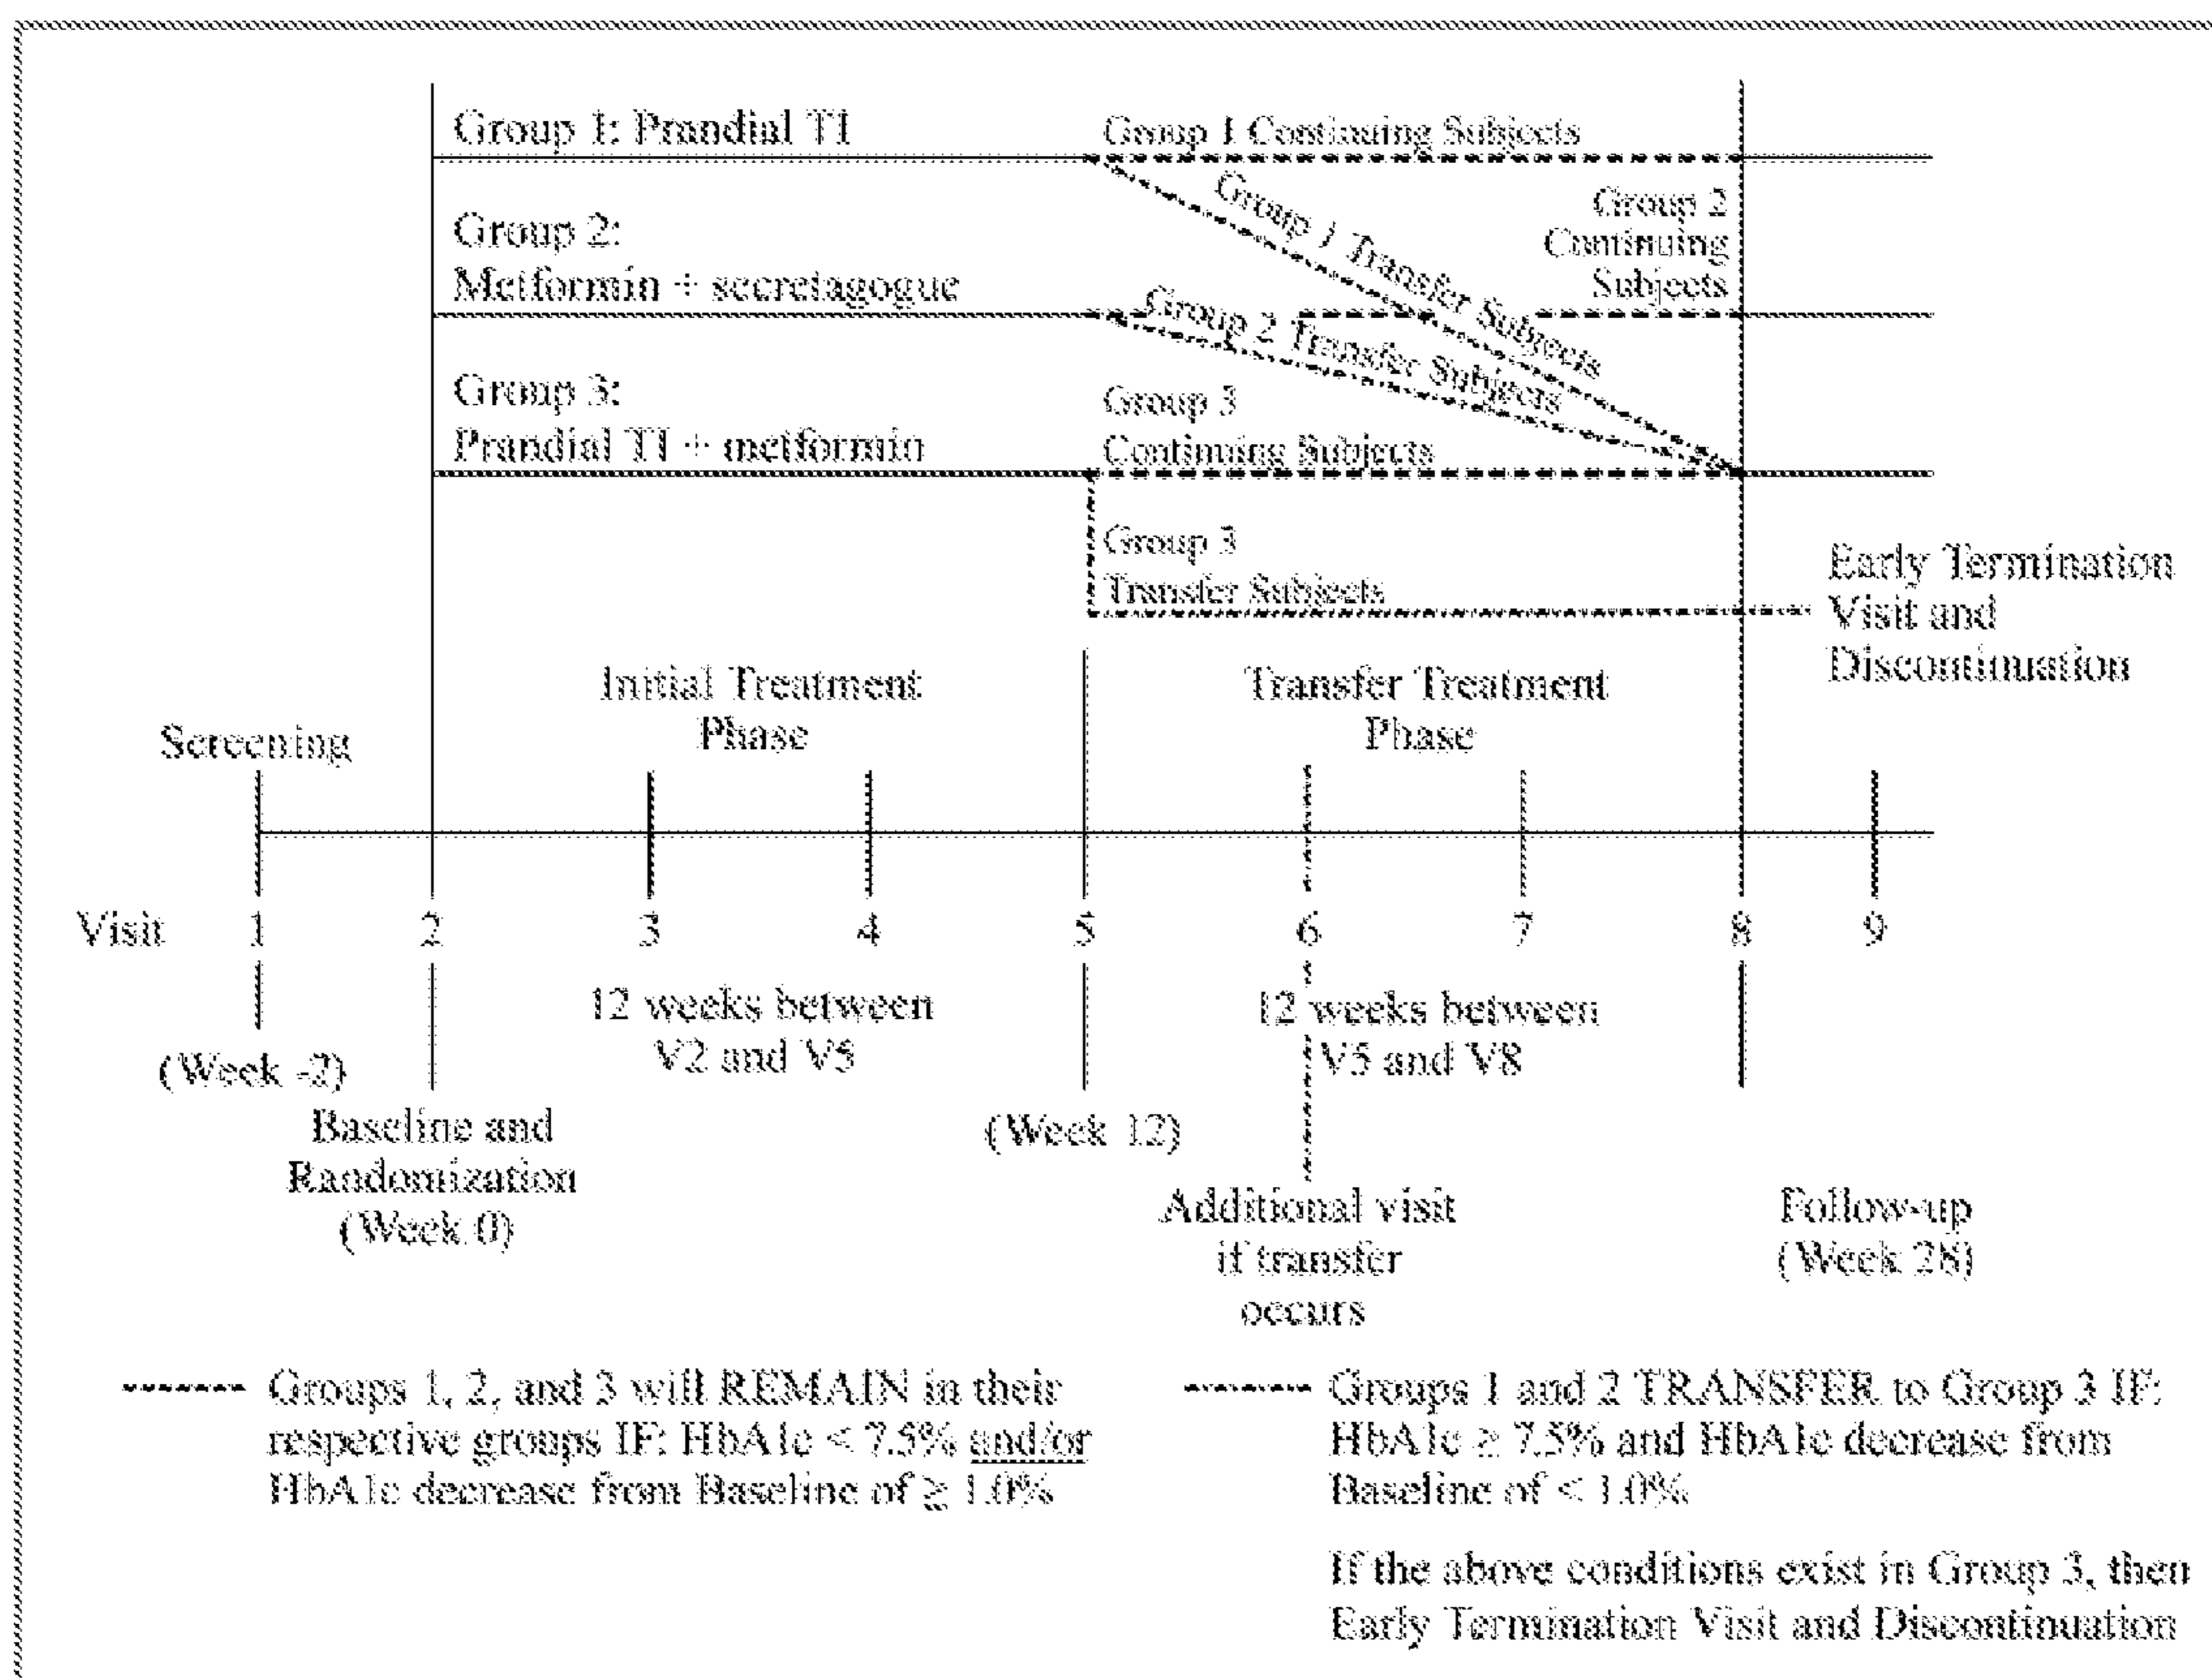 Group 1: Prandial TI
Group 1 Continuing Subjects
Group 1 Transfer Subjects
Group 2
Continuing
Subjects
Group 2:
Metformin + secretagogue
Group 2 Transfer Subjects
Group 3:
Prandial TI + metformin
Group 3
Continuing Subjects
Group 3
Transfer Subjects
Early Termination
Visit and
Discontinuation
Initial Treatment
Phase
Transfer Treatment
Phase
Screening
Visit 1 2 3 4 5 6 7 8 9
12 weeks between
V2 and V5
12 weeks between
V5 and V8
(Week -2)
Baseline and
Randomization
(Week 0)
(Week 12)
Additional visit
if transfer
occurs
Follow-up
(Week 28)
Groups 1, 2, and 3 will REMAIN in their
respective groups IF: HbA1c < 7.5% and/or
HbA1c decrease from Baseline of ≥ 1.0%
Groups 1 and 2 TRANSFER to Group 3 IF:
HbA1c ≥ 7.5% and HbA1c decrease from
Baseline of < 1.0%
If the above conditions exist in Group 3, then
Early Termination Visit and Discontinuation